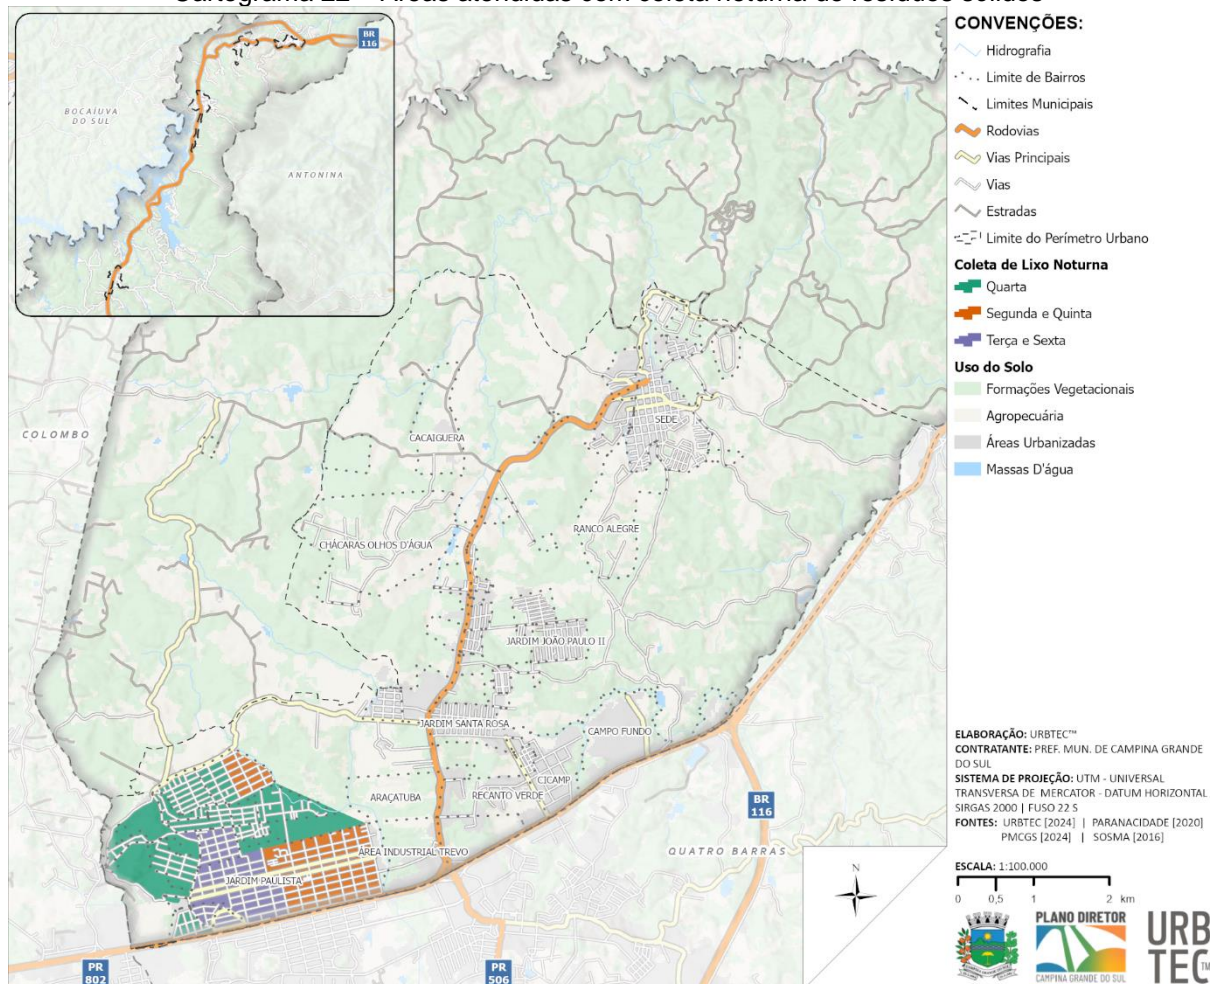 Cartograma 22 – Áreas atendidas com coleta noturna de resíduos sólidos
BR
116
BOCAIÚVA
DO SUL
ANTONINA
COLOMBO
CACAIGUERA
SEDE
CHÁCARAS OLHOS D'ÁGUA
RANCO ALEGRE
JARDIM JOÃO PAULO II
JARDIM SANTA ROSA
CAMPO FUNDO
CICAMP
RECANTO VERDE
ARAÇATUBA
ÁREA INDUSTRIAL TREVO
JARDIM PAULISTA
QUATRO BARRAS
BR
116
PR
802
PR
506
N
CONVENÇÕES:
Hidrografia
Limite de Bairros
Limites Municipais
Rodovias
Vias Principais
Vias
Estradas
Limite do Perímetro Urbano
Coleta de Lixo Noturna
Quarta
Segunda e Quinta
Terça e Sexta
Uso do Solo
Formações Vegetacionais
Agropecuária
Áreas Urbanizadas
Massas D'água
ELABORAÇÃO: URBTEC™
CONTRATANTE: PREF. MUN. DE CAMPINA GRANDE
DO SUL
SISTEMA DE PROJEÇÃO: UTM - UNIVERSAL
TRANSVERSA DE MERCATOR - DATUM HORIZONTAL
SIRGAS 2000 | FUSO 22 S
FONTES: URBTEC [2024] | PARANACIDADE [2020]
PMCGS [2024] | SOSMA [2016]
ESCALA: 1:100.000
0 0,5 1 2 km
PLANO DIRETOR
CAMPINA GRANDE DO SUL
URB
TEC™